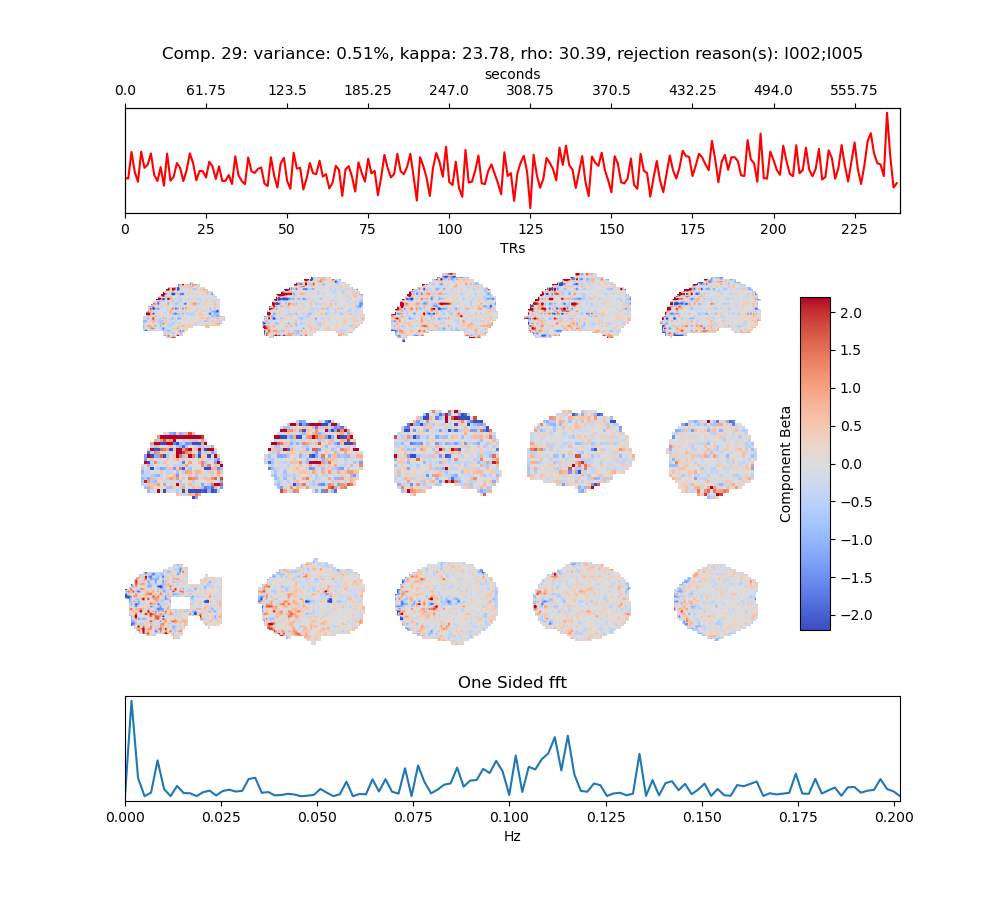 Comp. 29: variance: 0.51%, kappa: 23.78, rho: 30.39, rejection reason(s): I002;I005
seconds
0.0 61.75 123.5 185.25 247.0 308.75 370.5 432.25 494.0 555.75
0 25 50 75 100 125 150 175 200 225
TRs
2.0
1.5
1.0
0.5
0.0
−0.5
−1.0
−1.5
−2.0
Component Beta
One Sided fft
0.000 0.025 0.050 0.075 0.100 0.125 0.150 0.175 0.200
Hz